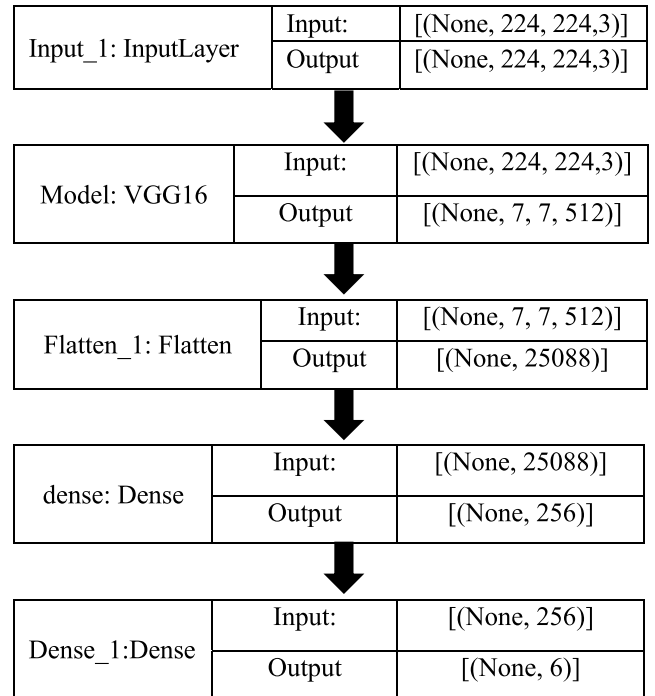 Input_1: InputLayer
Input: [(None, 224, 224,3)]
Output [(None, 224, 224,3)]
Model: VGG16
Input: [(None, 224, 224,3)]
Output [(None, 7, 7, 512)]
Flatten_1: Flatten
Input: [(None, 7, 7, 512)]
Output [(None, 25088)]
dense: Dense
Input: [(None, 25088)]
Output [(None, 256)]
Dense_1:Dense
Input: [(None, 256)]
Output [(None, 6)]